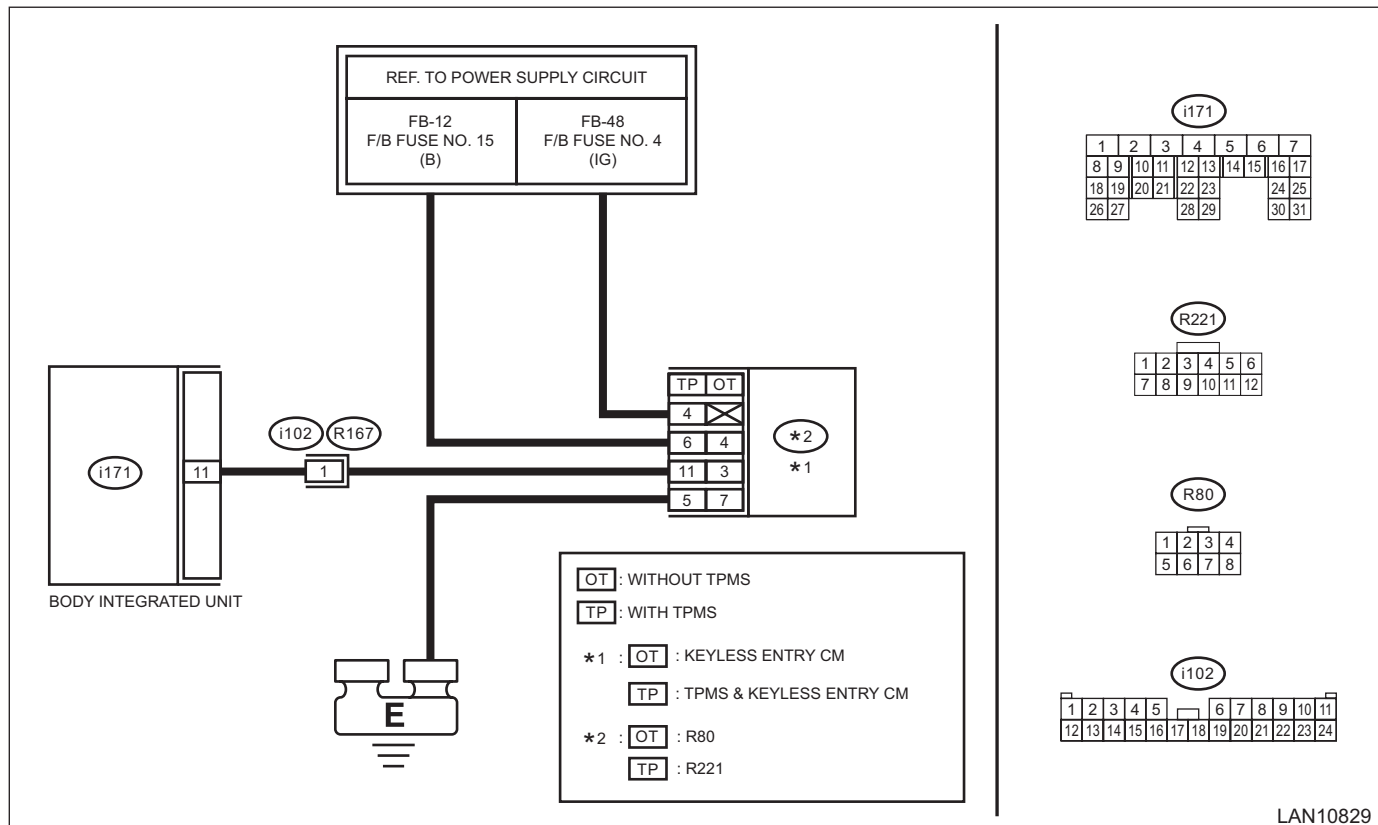 REF. TO POWER SUPPLY CIRCUIT
FB-12
F/B FUSE NO. 15
(B)
FB-48
F/B FUSE NO. 4
(IG)
TP OT
4
6 4
11 3
5 7
*2
*1
i102 R167
1
i171
11
BODY INTEGRATED UNIT
E
OT : WITHOUT TPMS
TP : WITH TPMS
*1 : OT : KEYLESS ENTRY CM
TP : TPMS & KEYLESS ENTRY CM
*2 : OT : R80
TP : R221
i171
1 2 3 4 5 6 7
8 9 10 11 12 13 14 15 16 17
18 19 20 21 22 23 24 25
26 27 28 29 30 31
R221
1 2 3 4 5 6
7 8 9 10 11 12
R80
1 2 3 4
5 6 7 8
i102
1 2 3 4 5 6 7 8 9 10 11
12 13 14 15 16 17 18 19 20 21 22 23 24
LAN10829